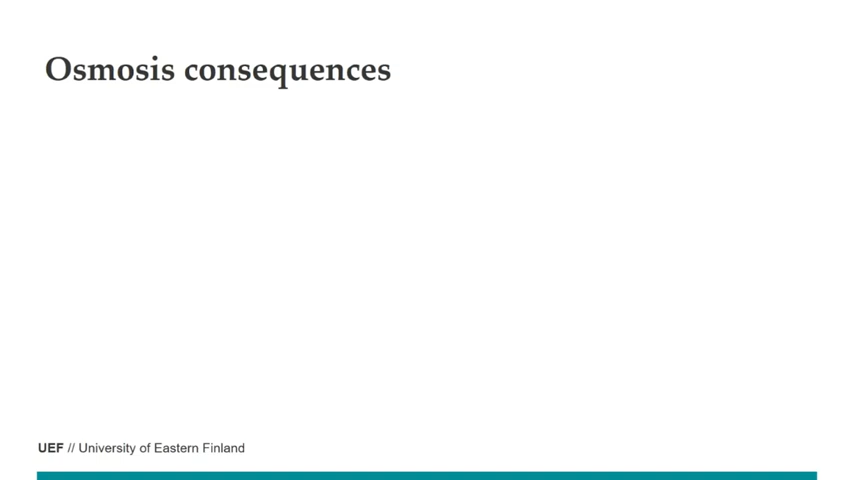 Osmosis consequences
UEF // University of Eastern Finland